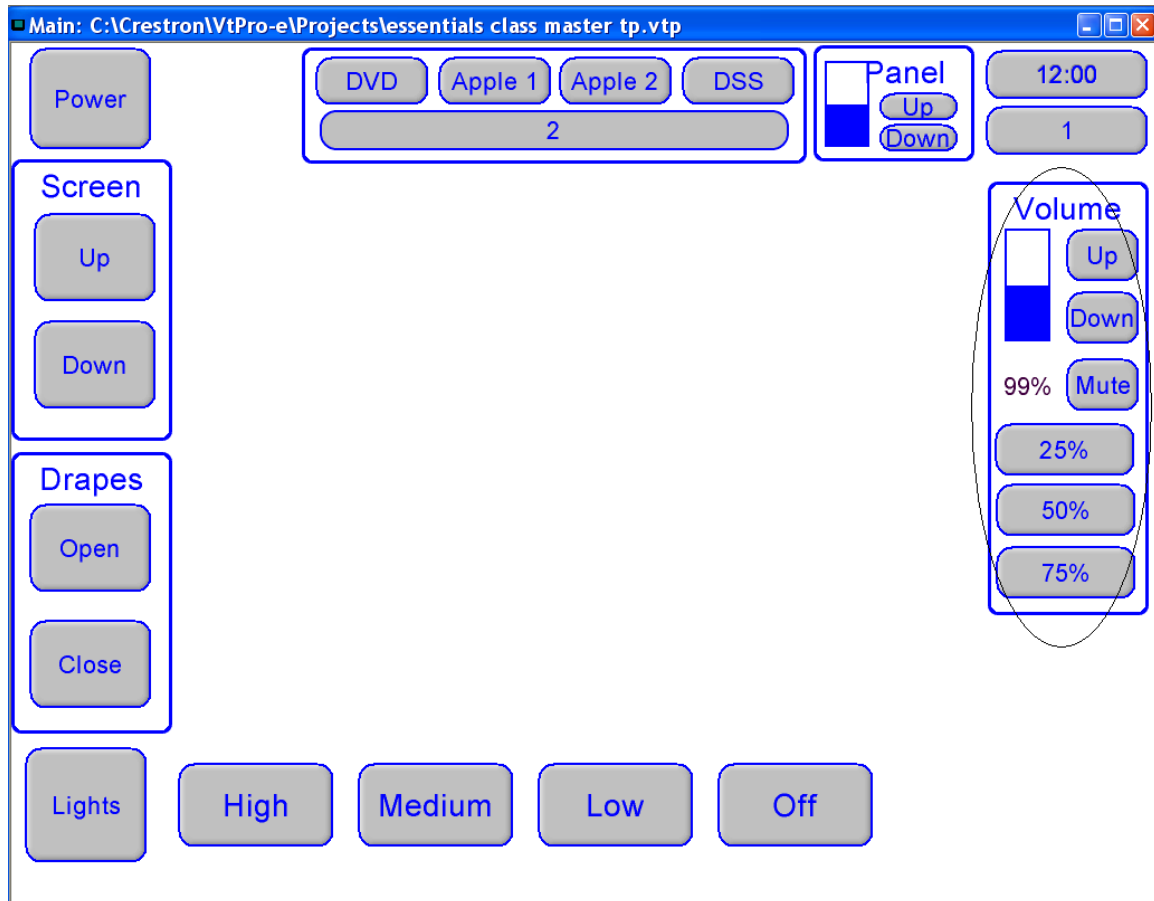 Main: C:\Crestron\VtPro-e\Projects\essentials class master tp.vtp
Power
DVD Apple 1 Apple 2 DSS
2
Panel
Up
Down
12:00
1
Screen
Up
Down
Volume
Up
Down
99% Mute
25%
50%
75%
Drapes
Open
Close
Lights High Medium Low Off